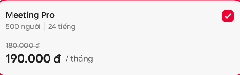 Meeting Pro
500 người | 24 tiếng
180.000 đ
190.000 đ / tháng